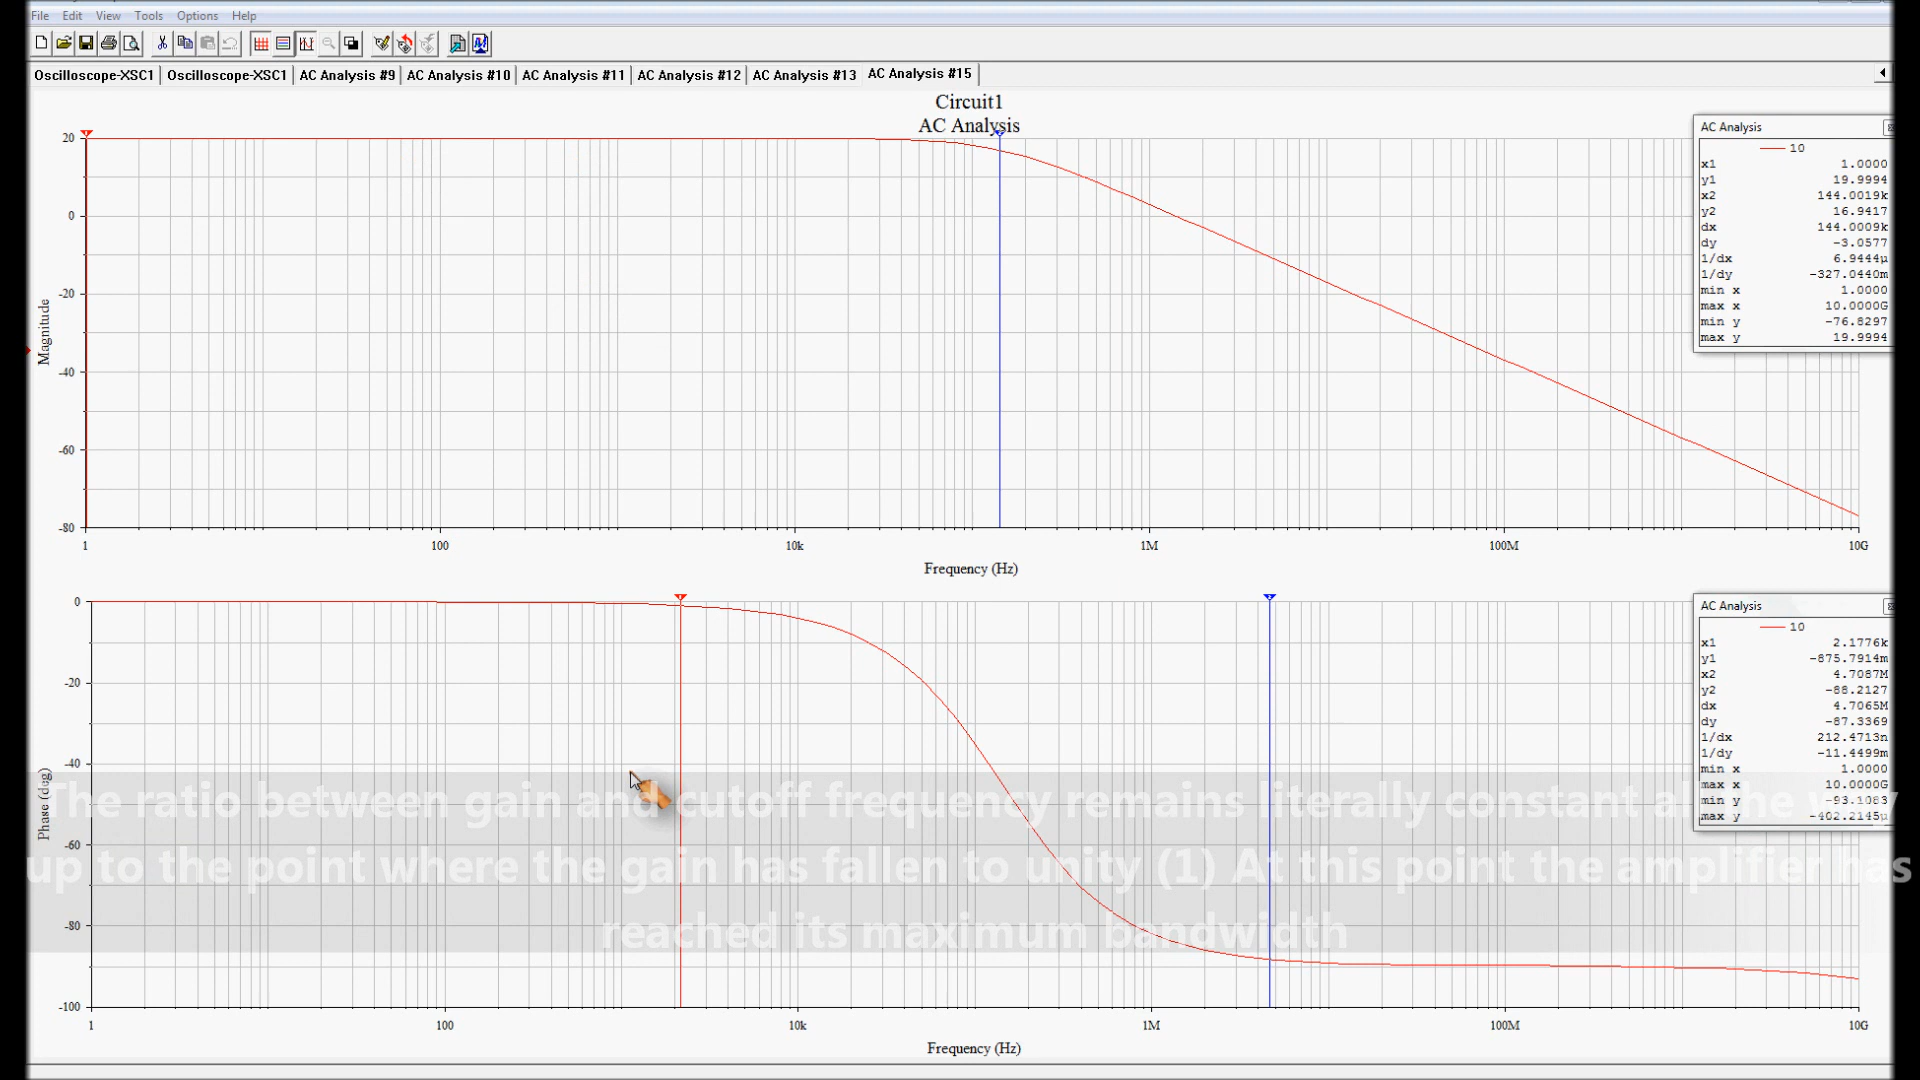 File Edit View Tools Options Help
Oscilloscope-XSC1 Oscilloscope-XSC1 AC Analysis #9 AC Analysis #10 AC Analysis #11 AC Analysis #12 AC Analysis #13 AC Analysis #15
Circuit1
AC Analysis
Magnitude
20
0
-20
-40
-60
-80
1 100 10k 1M 100M 10G
Frequency (Hz)
AC Analysis
10
x1 1.0000
y1 19.9994
x2 144.0019k
y2 16.9417
dx 144.0009k
dy -3.0577
1/dx 6.9444µ
1/dy -327.0440m
min x 1.0000
max x 10.0000G
min y -76.8297
max y 19.9994
Phase (deg)
0
-20
-40
-60
-80
-100
1 100 10k 1M 100M 10G
Frequency (Hz)
AC Analysis
10
x1 2.1776k
y1 -875.7914m
x2 4.7087M
y2 -88.2127
dx 4.7065M
dy -87.3369
1/dx 212.4713n
1/dy -11.4499m
min x 1.0000
max x 10.0000G
min y -93.1083
max y -402.2145µ
The ratio between gain and cutoff frequency remains literally constant all the way
up to the point where the gain has fallen to unity (1) At this point the amplifier has
reached its maximum bandwidth